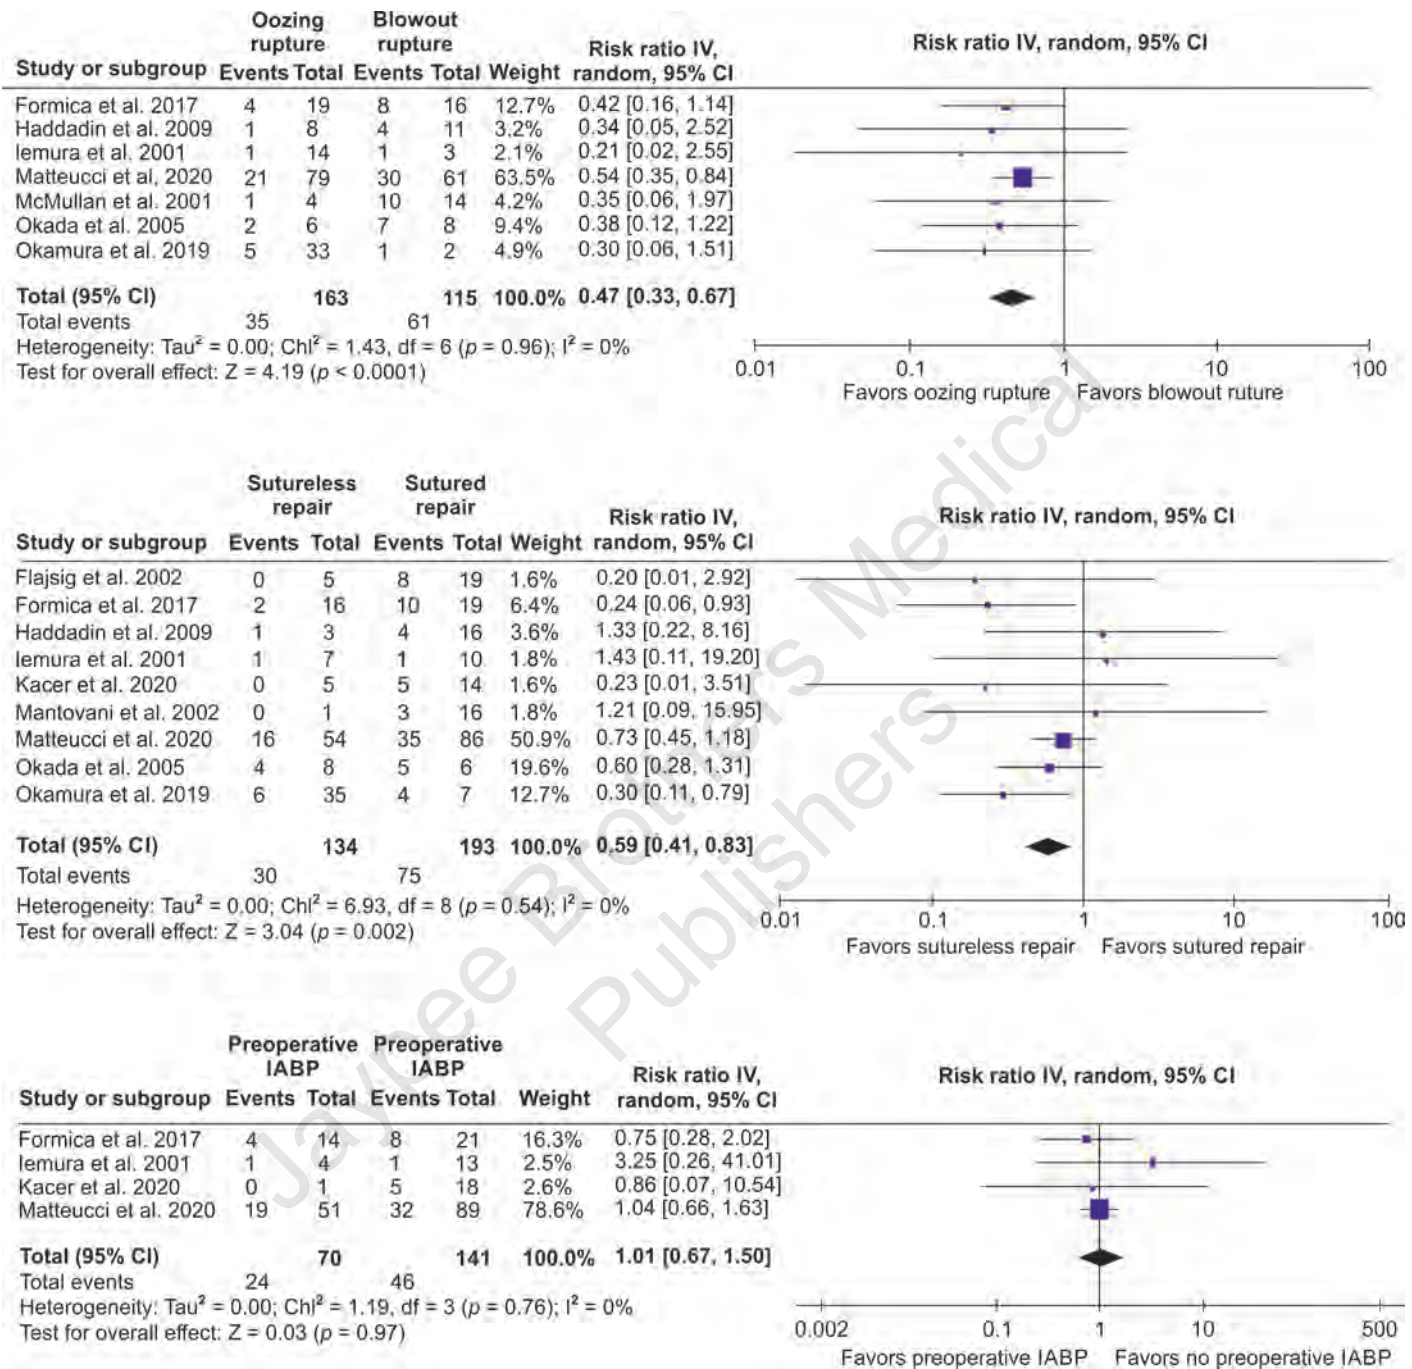 Oozing rupture Blowout rupture Risk ratio IV, random, 95% CI
Study or subgroup Events Total Events Total Weight Risk ratio IV, random, 95% CI
Formica et al. 2017 4 19 8 16 12.7% 0.42 [0.16, 1.14]
Haddadin et al. 2009 1 8 4 11 3.2% 0.34 [0.05, 2.52]
Iemura et al. 2001 1 14 1 3 2.1% 0.21 [0.02, 2.55]
Matteucci et al, 2020 21 79 30 61 63.5% 0.54 [0.35, 0.84]
McMullan et al. 2001 1 4 10 14 4.2% 0.35 [0.06, 1.97]
Okada et al. 2005 2 6 7 8 9.4% 0.38 [0.12, 1.22]
Okamura et al. 2019 5 33 1 2 4.9% 0.30 [0.06, 1.51]
Total (95% CI) 163 115 100.0% 0.47 [0.33, 0.67]
Total events 35 61
Heterogeneity: Tau² = 0.00; ChI² = 1.43, df = 6 (p = 0.96); I² = 0%
Test for overall effect: Z = 4.19 (p < 0.0001)
0.01 0.1 1 10 100
Favors oozing rupture Favors blowout ruture
Sutureless repair Sutured repair Risk ratio IV, random, 95% CI
Study or subgroup Events Total Events Total Weight Risk ratio IV, random, 95% CI
Flajsig et al. 2002 0 5 8 19 1.6% 0.20 [0.01, 2.92]
Formica et al. 2017 2 16 10 19 6.4% 0.24 [0.06, 0.93]
Haddadin et al. 2009 1 3 4 16 3.6% 1.33 [0.22, 8.16]
Iemura et al. 2001 1 7 1 10 1.8% 1.43 [0.11, 19.20]
Kacer et al. 2020 0 5 5 14 1.6% 0.23 [0.01, 3.51]
Mantovani et al. 2002 0 1 3 16 1.8% 1.21 [0.09, 15.95]
Matteucci et al. 2020 16 54 35 86 50.9% 0.73 [0.45, 1.18]
Okada et al. 2005 4 8 5 6 19.6% 0.60 [0.28, 1.31]
Okamura et al. 2019 6 35 4 7 12.7% 0.30 [0.11, 0.79]
Total (95% CI) 134 193 100.0% 0.59 [0.41, 0.83]
Total events 30 75
Heterogeneity: Tau² = 0.00; ChI² = 6.93, df = 8 (p = 0.54); I² = 0%
Test for overall effect: Z = 3.04 (p = 0.002)
0.01 0.1 1 10 100
Favors sutureless repair Favors sutured repair
Preoperative IABP Preoperative IABP Risk ratio IV, random, 95% CI
Study or subgroup Events Total Events Total Weight Risk ratio IV, random, 95% CI
Formica et al. 2017 4 14 8 21 16.3% 0.75 [0.28, 2.02]
Iemura et al. 2001 1 4 1 13 2.5% 3.25 [0.26, 41.01]
Kacer et al. 2020 0 1 5 18 2.6% 0.86 [0.07, 10.54]
Matteucci et al. 2020 19 51 32 89 78.6% 1.04 [0.66, 1.63]
Total (95% CI) 70 141 100.0% 1.01 [0.67, 1.50]
Total events 24 46
Heterogeneity: Tau² = 0.00; ChI² = 1.19, df = 3 (p = 0.76); I² = 0%
Test for overall effect: Z = 0.03 (p = 0.97)
0.002 0.1 1 10 500
Favors preoperative IABP Favors no preoperative IABP
Jaypee Brothers Medical
Publishers